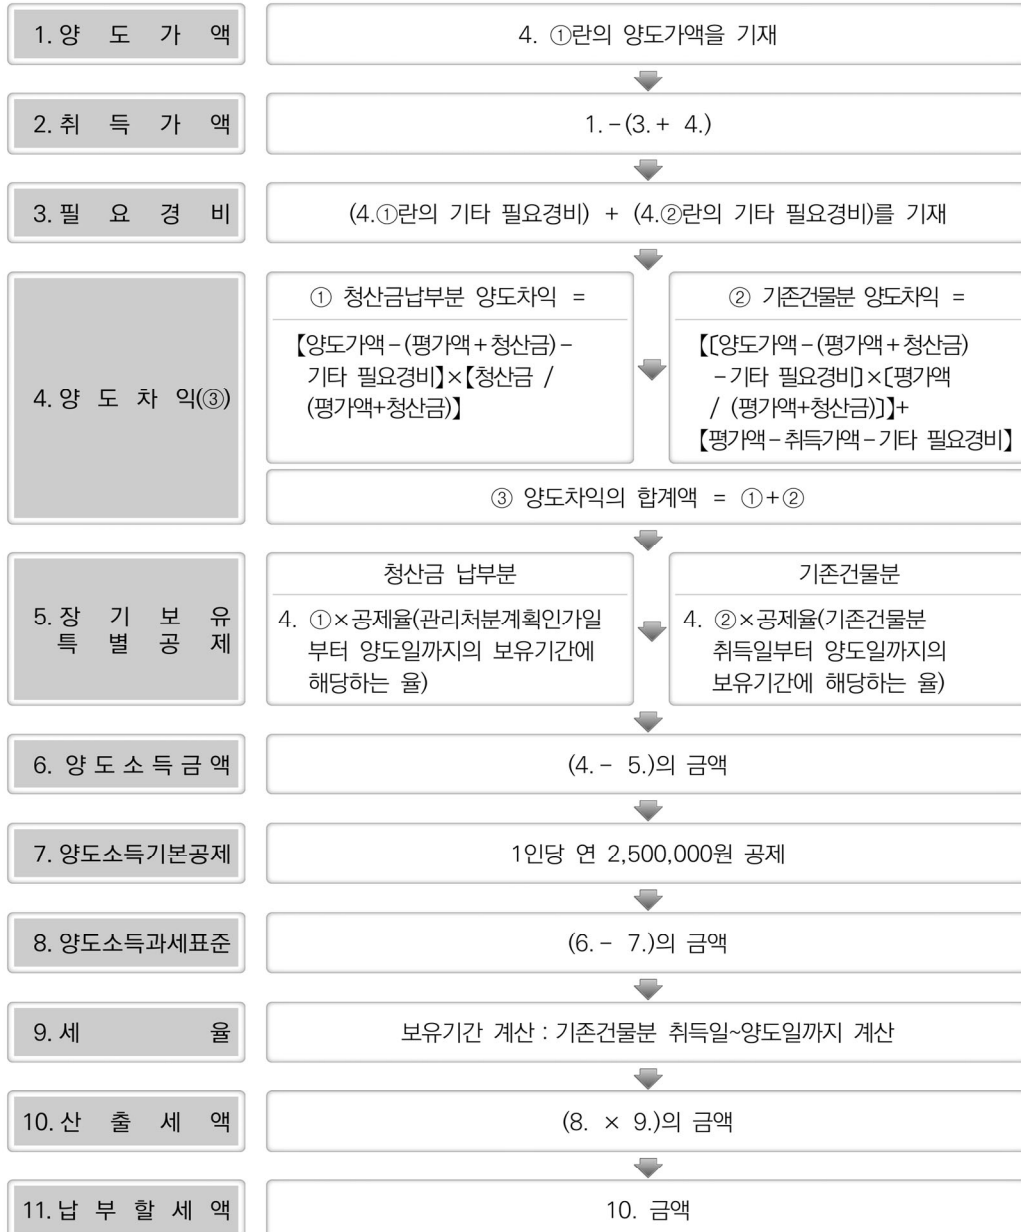 1. 양 도 가 액
4. ①란의 양도가액을 기재
2. 취 득 가 액
1. - (3. + 4.)
3. 필 요 경 비
(4.①란의 기타 필요경비) + (4.②란의 기타 필요경비)를 기재
4. 양 도 차 익(③)
① 청산금납부분 양도차익 =
【양도가액-(평가액+청산금)-
기타 필요경비】×【청산금 /
(평가액+청산금)】
② 기존건물분 양도차익 =
【〔양도가액-(평가액+청산금)
-기타 필요경비〕×〔평가액
/ (평가액+청산금)〕】+
【평가액-취득가액-기타 필요경비】
③ 양도차익의 합계액 = ①+②
5. 장 기 보 유
특 별 공 제
청산금 납부분
4. ①×공제율(관리처분계획인가일
부터 양도일까지의 보유기간에
해당하는 율)
기존건물분
4. ②×공제율(기존건물분
취득일부터 양도일까지의
보유기간에 해당하는 율)
6. 양 도 소 득 금 액
(4. - 5.)의 금액
7. 양도소득기본공제
1인당 연 2,500,000원 공제
8. 양도소득과세표준
(6. - 7.)의 금액
9. 세 율
보유기간 계산 : 기존건물분 취득일~양도일까지 계산
10. 산 출 세 액
(8. × 9.)의 금액
11. 납 부 할 세 액
10. 금액